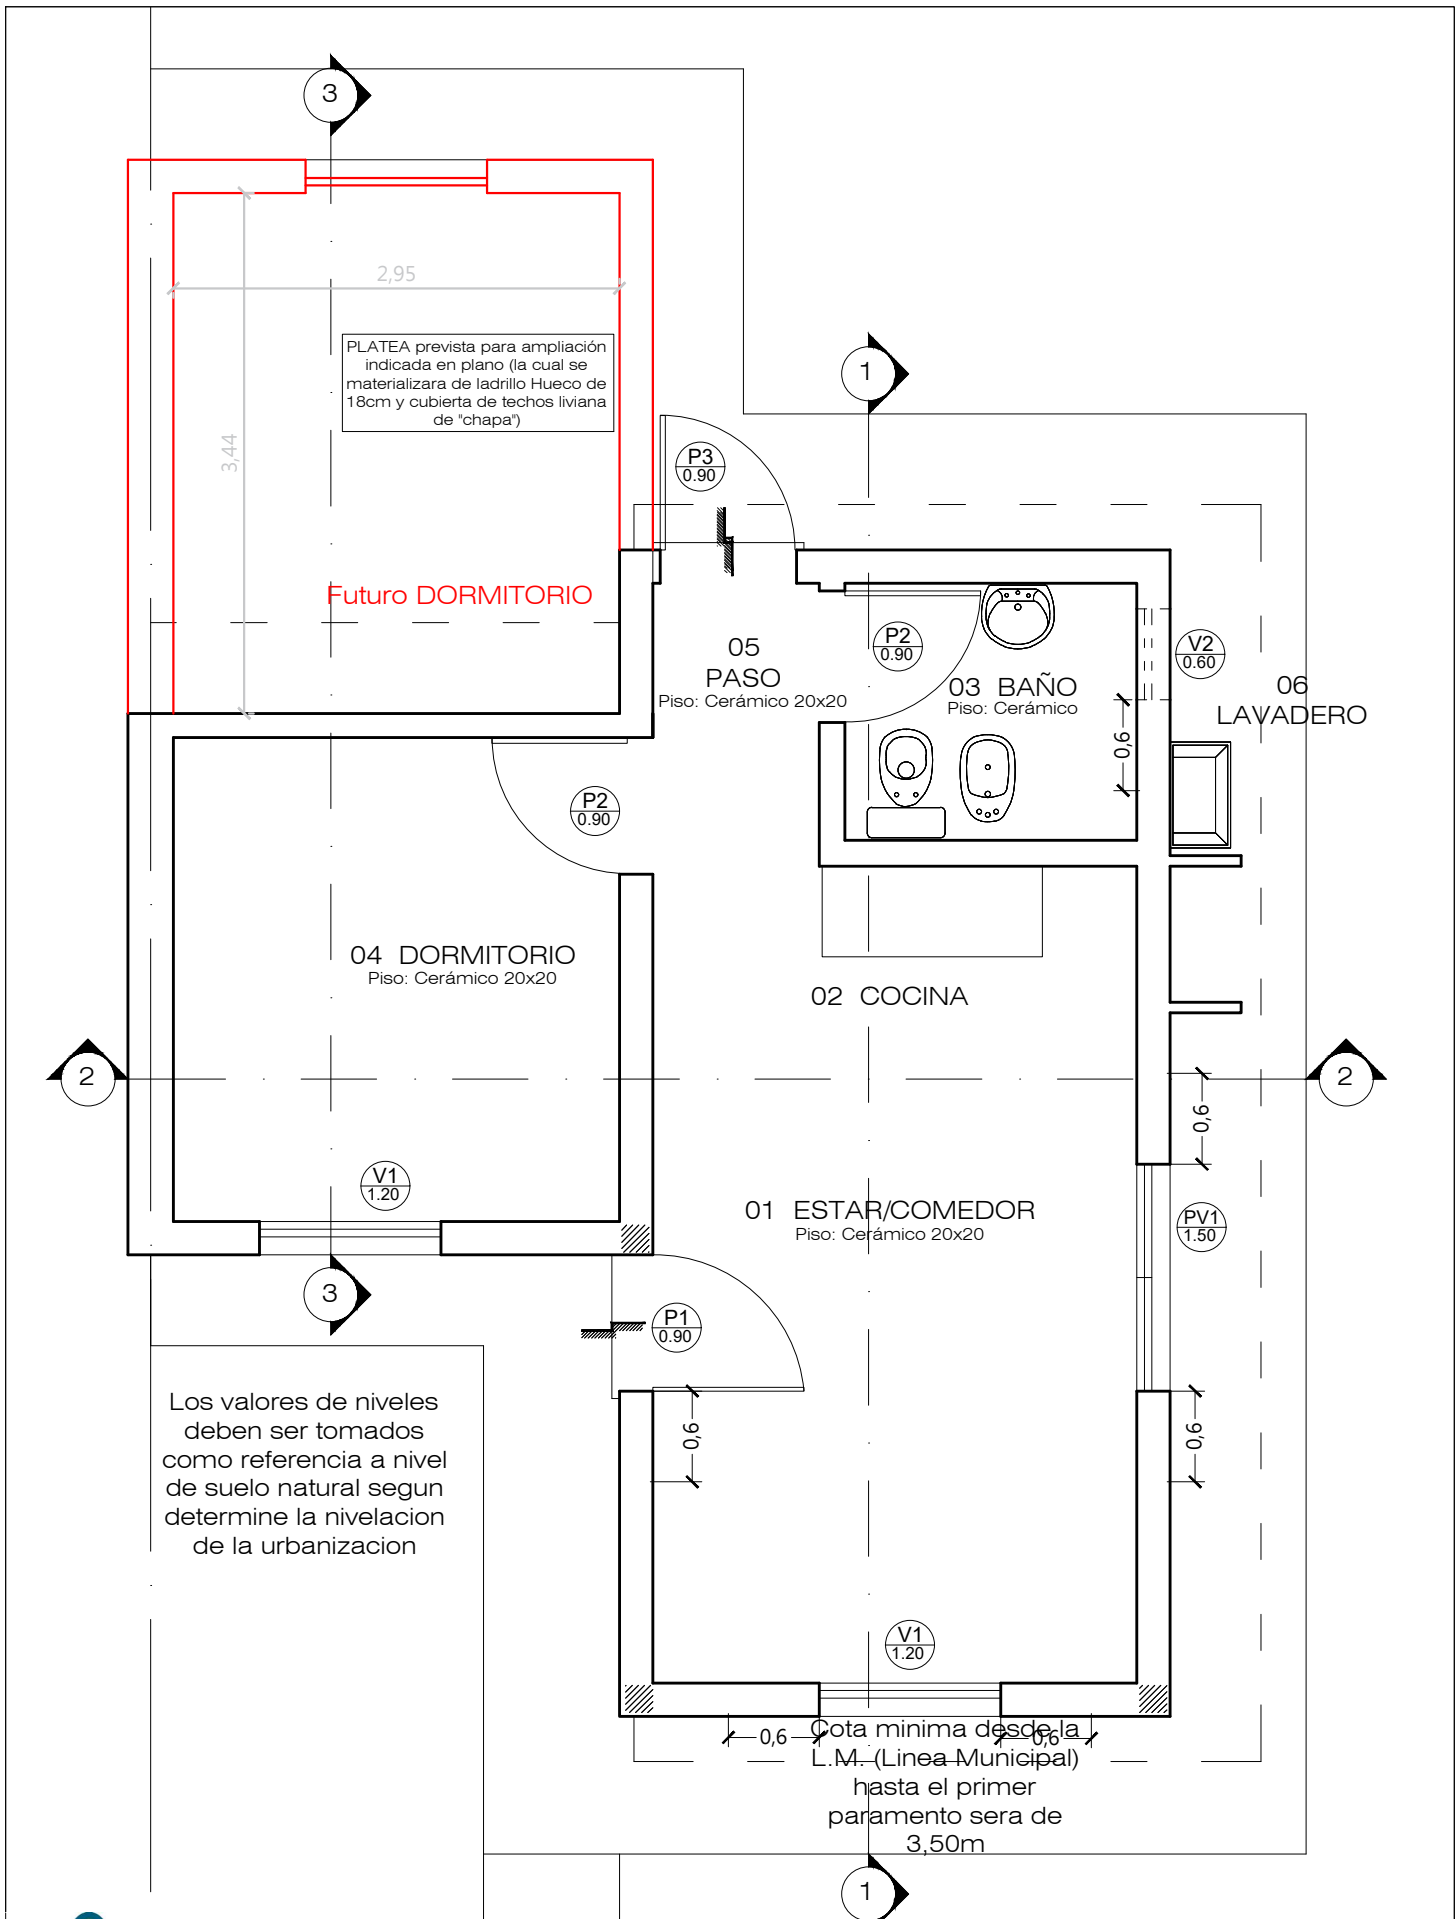 3
2,95
PLATEA prevista para ampliación
indicada en plano (la cual se
materializara de ladrillo Hueco de
18cm y cubierta de techos liviana
de "chapa")
3,44
1
P3
0.90
Futuro DORMITORIO
05
PASO
Piso: Cerámico 20x20
P2
0.90
03 BAÑO
Piso: Cerámico
V2
0.60
06
LAVADERO
0,6
P2
0.90
04 DORMITORIO
Piso: Cerámico 20x20
02 COCINA
2
2
0,6
V1
1.20
01 ESTAR/COMEDOR
Piso: Cerámico 20x20
PV1
1.50
3
P1
0.90
Los valores de niveles
deben ser tomados
como referencia a nivel
de suelo natural segun
determine la nivelacion
de la urbanizacion
0,6
0,6
V1
1.20
0,6
0,6
Cota minima desde la
L.M. (Linea Municipal)
hasta el primer
paramento sera de
3,50m
1